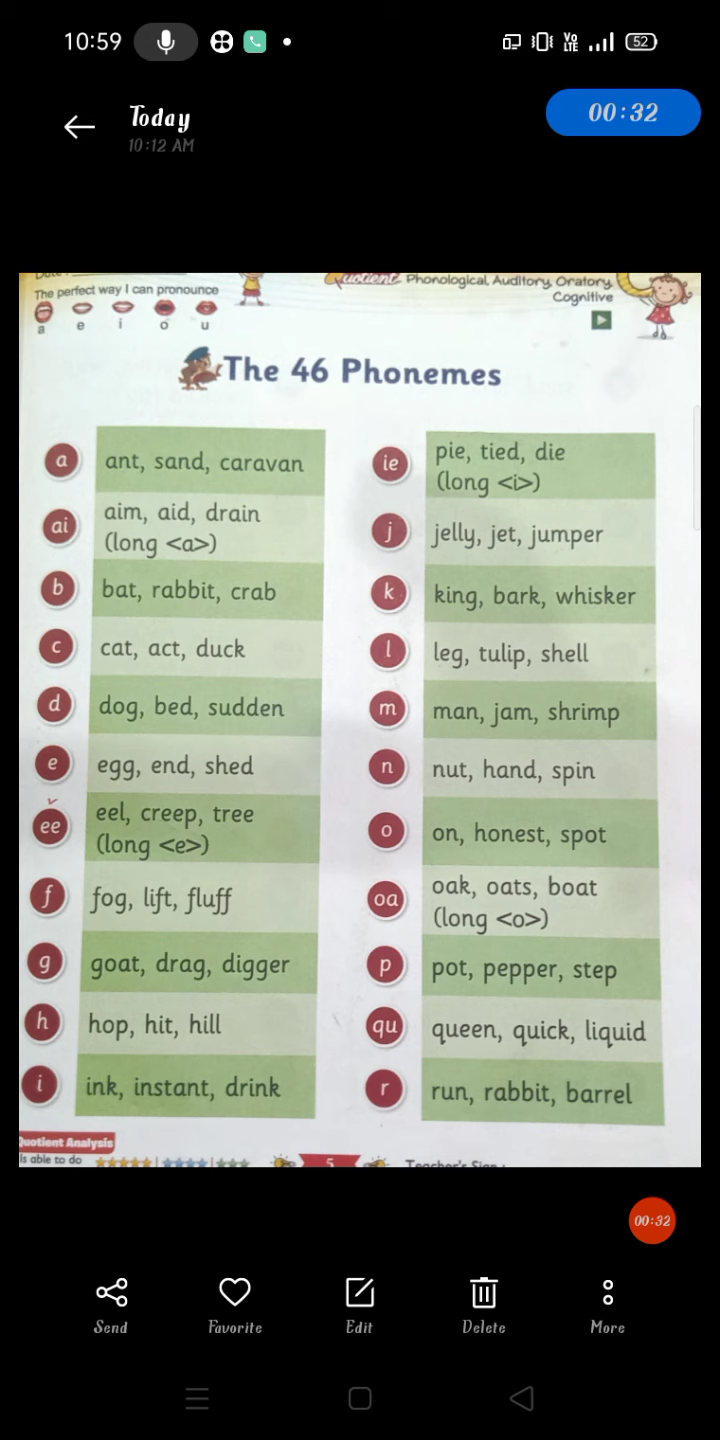 10:59
VoLTE
52
Today
10:12 AM
00:32
The perfect way I can pronounce
a e i o u
Quotient Phonological, Auditory, Oratory,
Cognitive
The 46 Phonemes
a ant, sand, caravan
ai aim, aid, drain
(long <a>)
b bat, rabbit, crab
c cat, act, duck
d dog, bed, sudden
e egg, end, shed
ee eel, creep, tree
(long <e>)
f fog, lift, fluff
g goat, drag, digger
h hop, hit, hill
i ink, instant, drink
ie pie, tied, die
(long <i>)
j jelly, jet, jumper
k king, bark, whisker
l leg, tulip, shell
m man, jam, shrimp
n nut, hand, spin
o on, honest, spot
oa oak, oats, boat
(long <o>)
p pot, pepper, step
qu queen, quick, liquid
r run, rabbit, barrel
Quotient Analysis
Is able to do
5
Teacher's Sign :
00:32
Send Favorite Edit Delete More